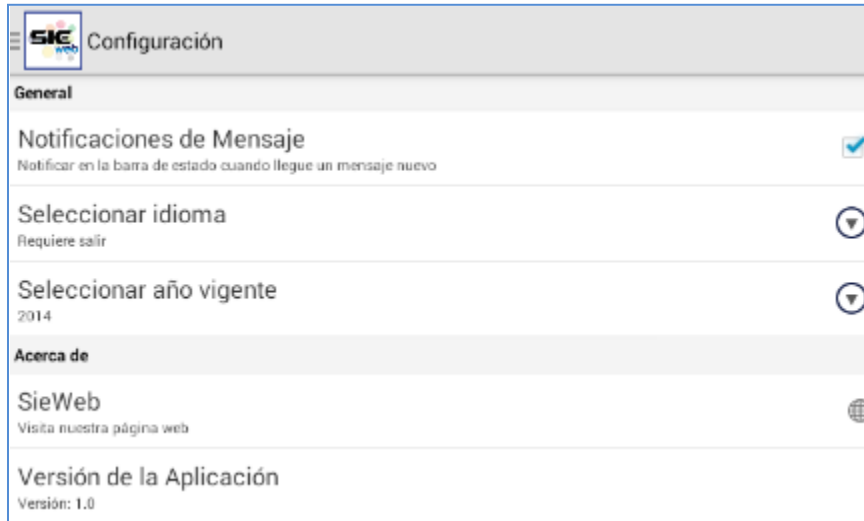 SIE web Configuración
General
Notificaciones de Mensaje
Notificar en la barra de estado cuando llegue un mensaje nuevo
Seleccionar idioma
Requiere salir
Seleccionar año vigente
2014
Acerca de
SieWeb
Visita nuestra página web
Versión de la Aplicación
Versión: 1.0